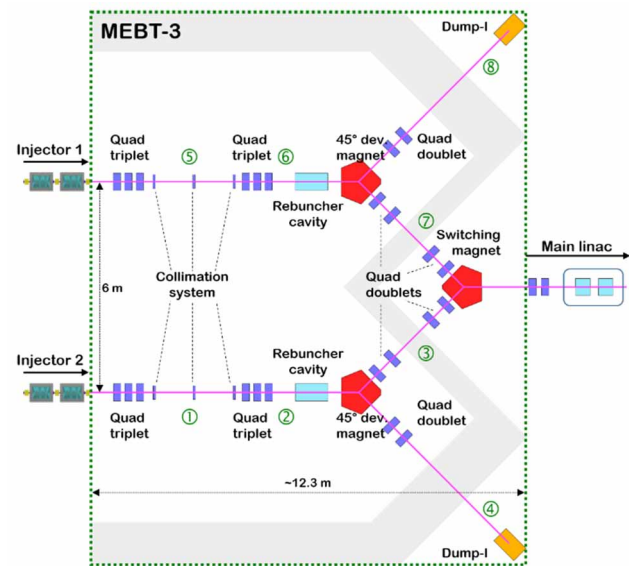 MEBT-3
Dump-I
⑧
Quad
triplet
⑤
Quad
triplet
⑥
45° dev.
magnet
Quad
doublet
Injector 1
Rebuncher
cavity
⑦
Switching
magnet
Main linac
6 m
Collimation
system
Quad
doublets
Injector 2
Rebuncher
cavity
③
Quad
triplet
①
Quad
triplet
②
45° dev.
magnet
Quad
doublet
~12.3 m
④
Dump-I